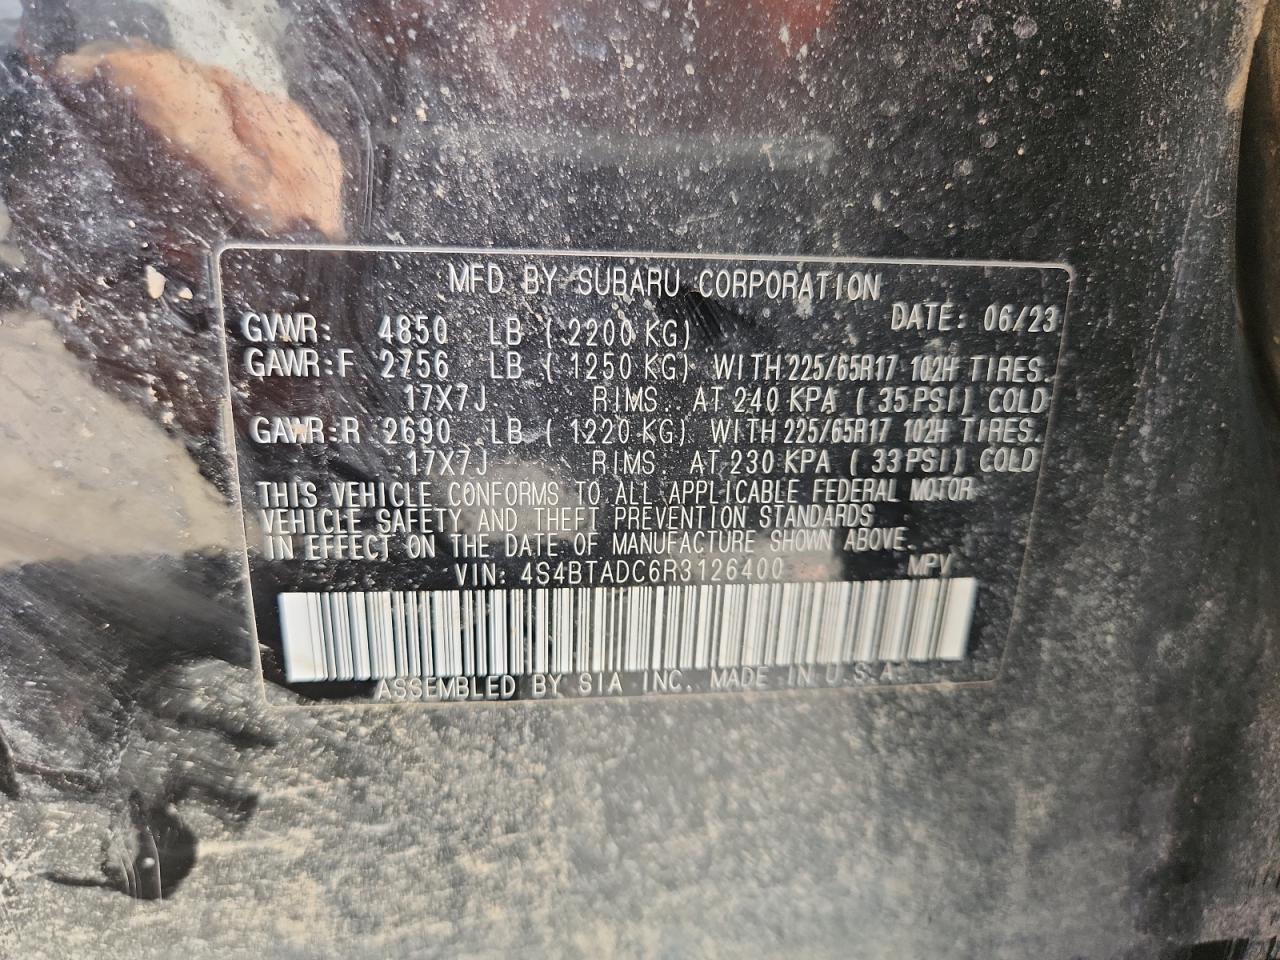 MFD BY SUBARU CORPORATION
GVWR: 4850 LB (2200 KG) DATE: 06/23
GAWR:F 2756 LB (1250 KG) WITH 225/65R17 102H TIRES.
17X7J RIMS. AT 240 KPA (35PSI) COLD
GAWR:R 2690 LB (1220 KG) WITH 225/65R17 102H TIRES.
17X7J RIMS. AT 230 KPA (33PSI) COLD
THIS VEHICLE CONFORMS TO ALL APPLICABLE FEDERAL MOTOR
VEHICLE SAFETY AND THEFT PREVENTION STANDARDS
IN EFFECT ON THE DATE OF MANUFACTURE SHOWN ABOVE.
VIN: 4S4BTADC6R3126400 MPV
ASSEMBLED BY SIA INC. MADE IN U.S.A.